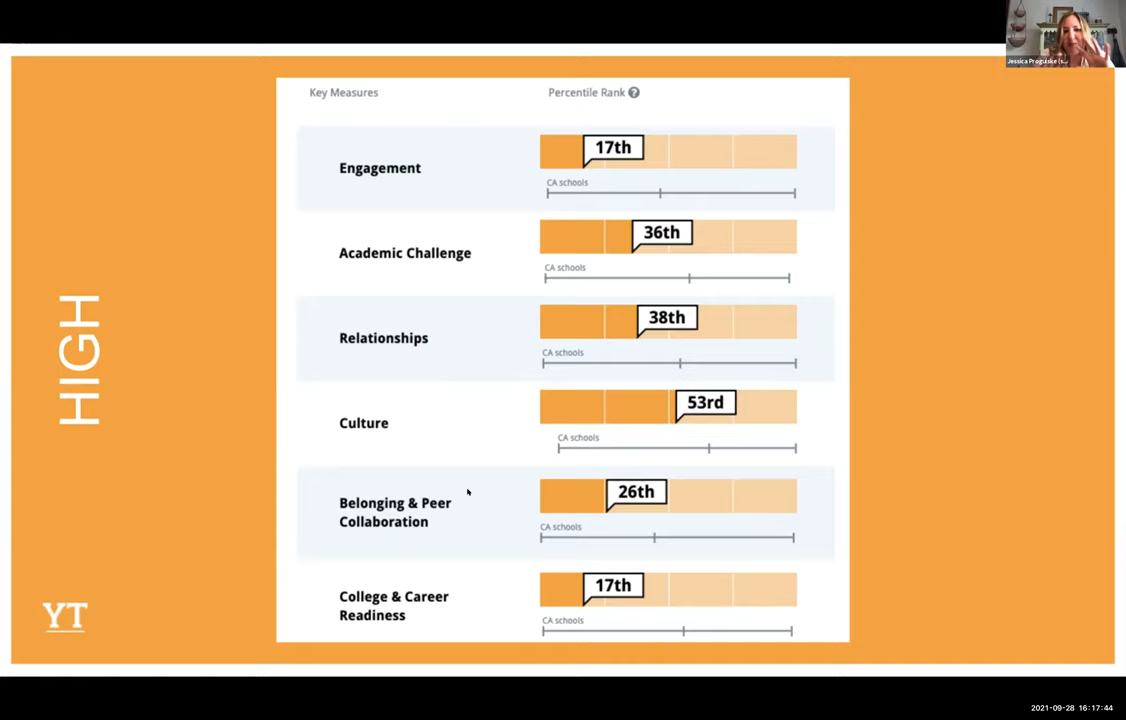 Jessica Proguiske (s...
Key Measures
Percentile Rank ?
Engagement
17th
CA schools
Academic Challenge
36th
CA schools
Relationships
38th
CA schools
Culture
53rd
CA schools
Belonging & Peer
Collaboration
26th
CA schools
College & Career
Readiness
17th
CA schools
HIGH
YT
2021-09-28 16:17:44